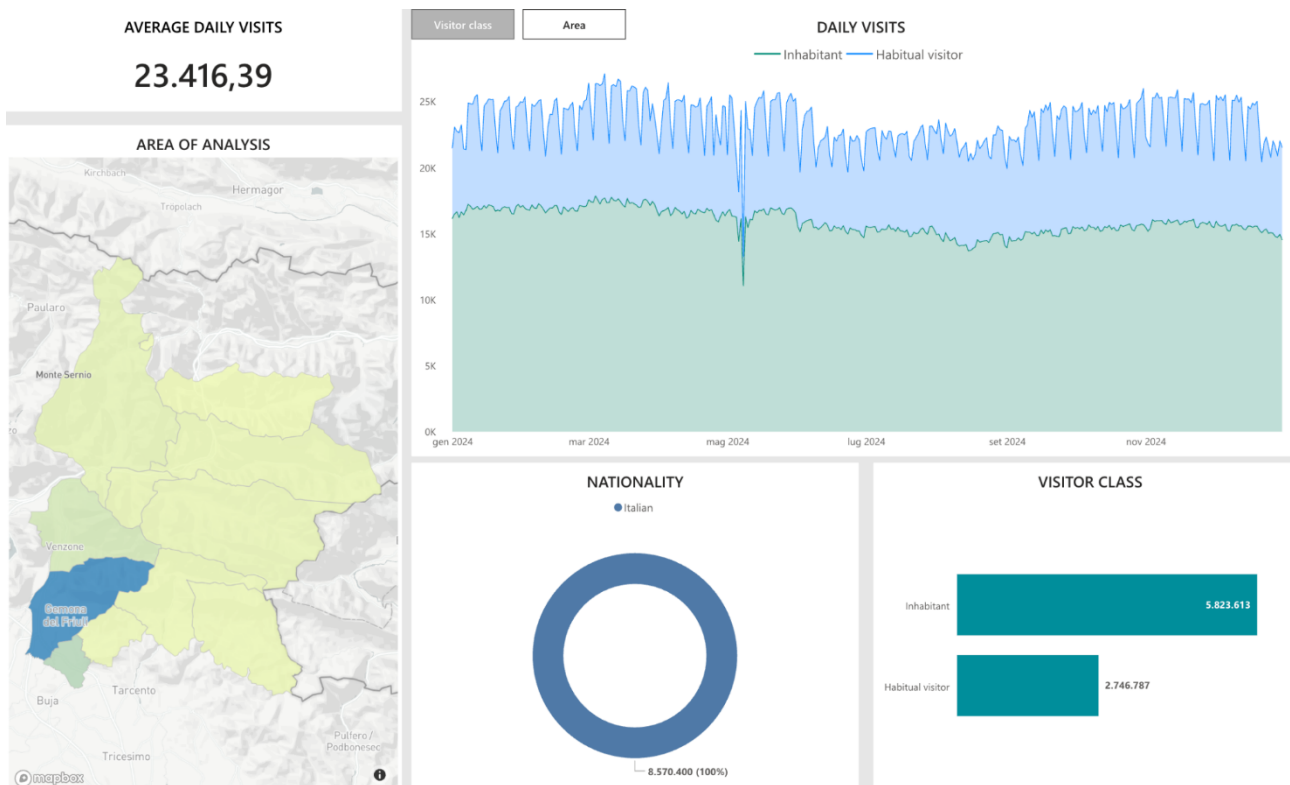 AVERAGE DAILY VISITS
23.416,39
AREA OF ANALYSIS
Kirchbach
Hermagor
Tröpolach
Paularo
Monte Sernio
Venzone
Gemona
del Friuli
Buja
Tarcento
Tricesimo
Pulfero /
Podbonesec
mapbox
Visitor class
Area
DAILY VISITS
Inhabitant
Habitual visitor
25K
20K
15K
10K
5K
0K
gen 2024
mar 2024
mag 2024
lug 2024
set 2024
nov 2024
NATIONALITY
Italian
8.570.400 (100%)
VISITOR CLASS
Inhabitant
5.823.613
Habitual visitor
2.746.787